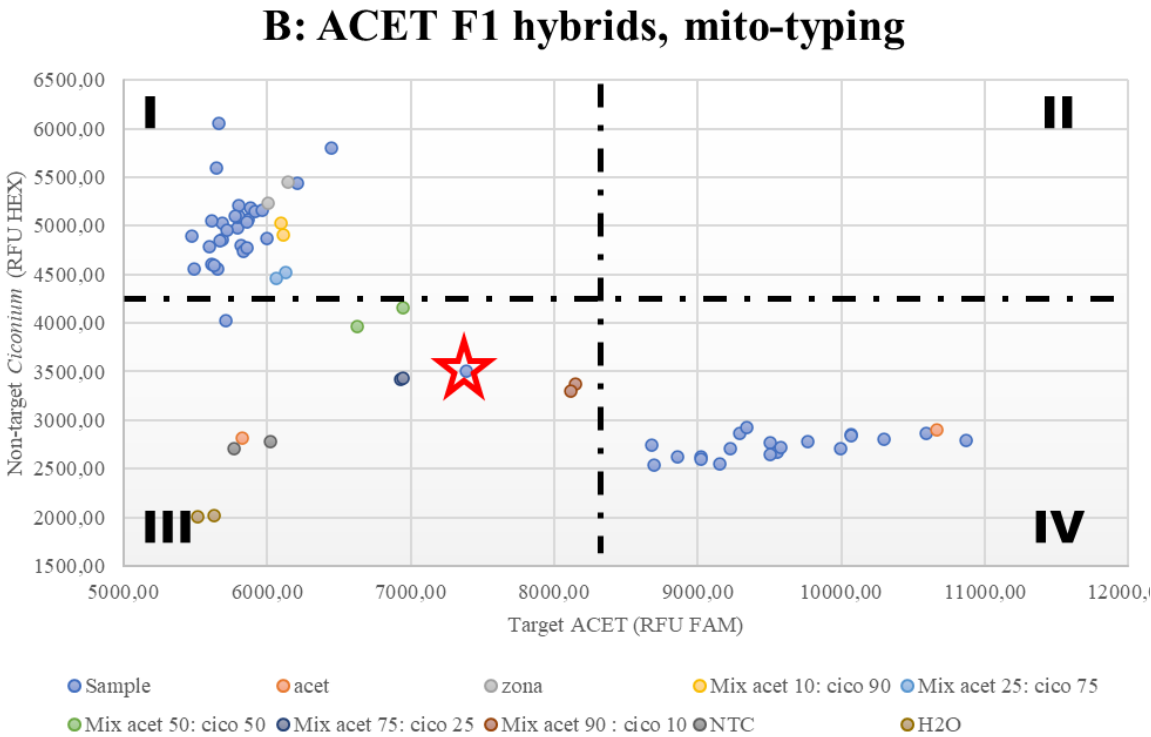 B: ACET F1 hybrids, mito-typing
Non-target Ciconium (RFU HEX)
6500,00
6000,00
5500,00
5000,00
4500,00
4000,00
3500,00
3000,00
2500,00
2000,00
1500,00
I
II
III
IV
5000,00 6000,00 7000,00 8000,00 9000,00 10000,00 11000,00 12000,0
Target ACET (RFU FAM)
Sample acet zona Mix acet 10: cico 90 Mix acet 25: cico 75
Mix acet 50: cico 50 Mix acet 75: cico 25 Mix acet 90 : cico 10 NTC H2O